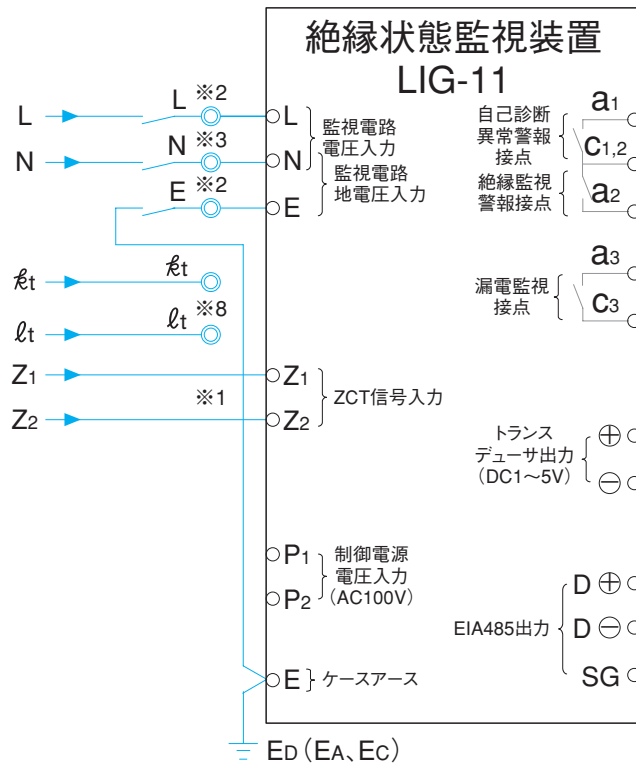 絶縁状態監視装置
LIG-11
L
L
※2
L
監視電路
電圧入力
N
N
※3
N
監視電路
地電圧入力
E
※2
E
kt
kt
ℓt
ℓt
※8
Z1
Z1
※1
Z2
Z2
ZCT信号入力
P1
P2
制御電源
電圧入力
(AC100V)
E
ケースアース
ED(EA、EC)
自己診断
異常警報
接点
a1
C1,2
絶縁監視
警報接点
a2
漏電監視
接点
a3
C3
トランス
デューサ出力
(DC1〜5V)
⊕
⊖
EIA485出力
D ⊕
D ⊖
SG